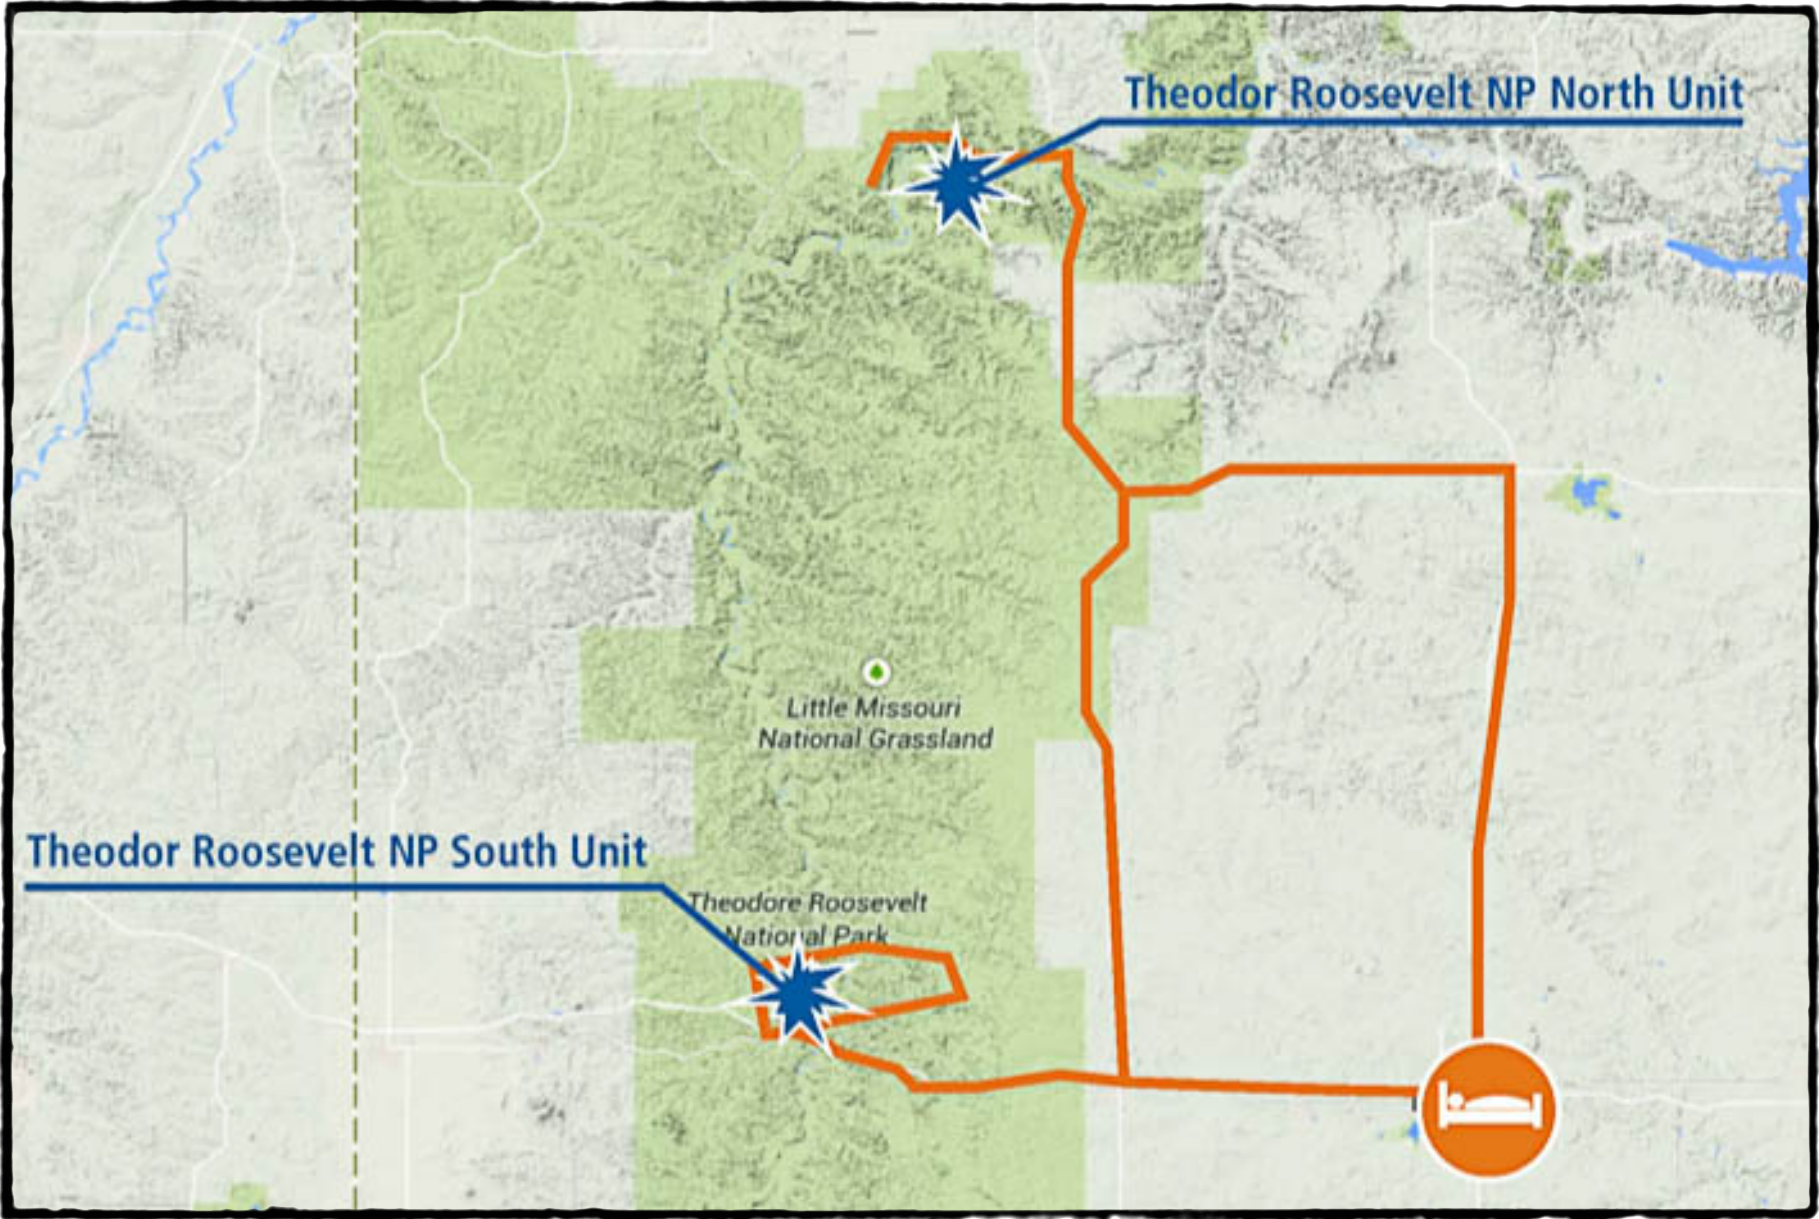 Theodor Roosevelt NP North Unit
Little Missouri
National Grassland
Theodor Roosevelt NP South Unit
Theodore Roosevelt
National Park